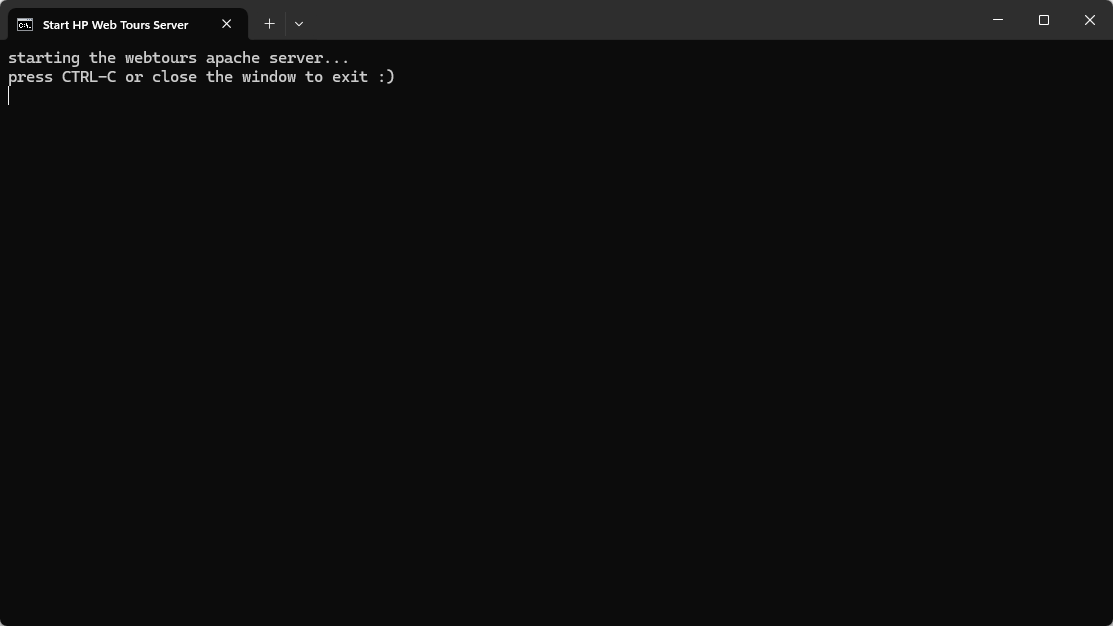 Start HP Web Tours Server
starting the webtours apache server...
press CTRL-C or close the window to exit :)